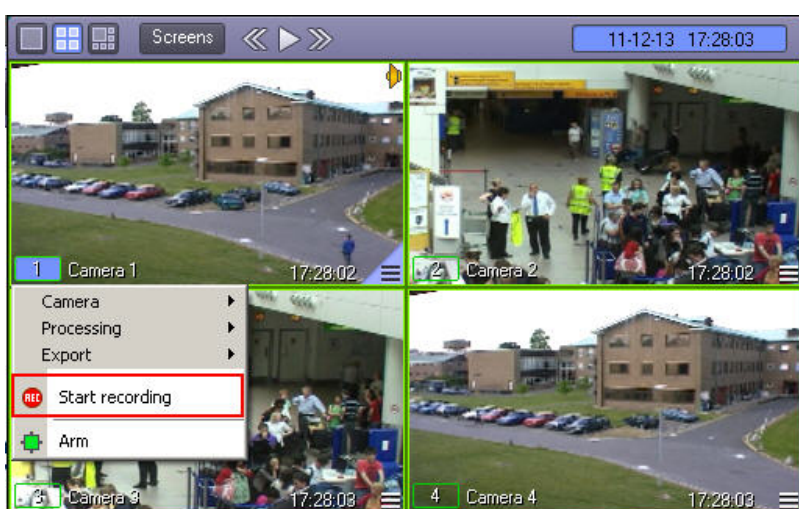 Screens 11-12-13 17:28:03
1 Camera 1 17:28:02
2 Camera 2 17:28:02
Camera
Processing
Export
REC Start recording
Arm
3 Camera 3 17:28:03
4 Camera 4 17:28:03